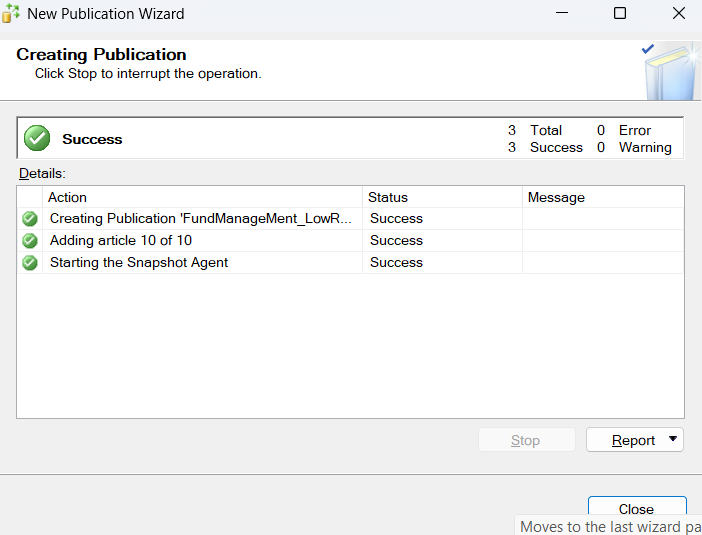 New Publication Wizard
Creating Publication
Click Stop to interrupt the operation.
Success
3 Total 0 Error
3 Success 0 Warning
Details:
Action Status Message
Creating Publication 'FundManageMent_LowR... Success
Adding article 10 of 10 Success
Starting the Snapshot Agent Success
Stop Report
Close
Moves to the last wizard pa